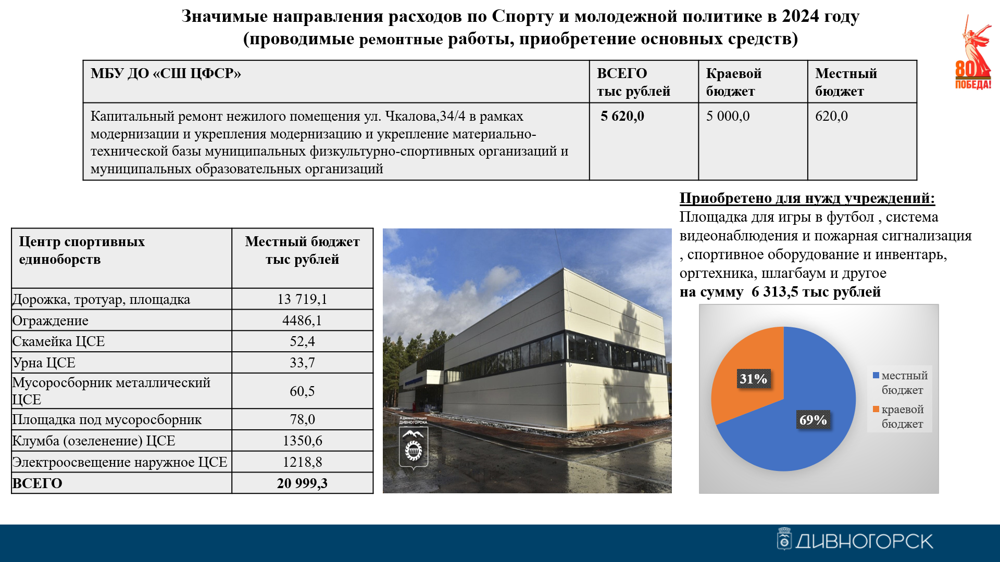 Значимые направления расходов по Спорту и молодежной политике в 2024 году
(проводимые ремонтные работы, приобретение основных средств)
80
ПОБЕДА!
МБУ ДО «СШ ЦФСР»
ВСЕГО
тыс рублей
Краевой
бюджет
Местный
бюджет
Капитальный ремонт нежилого помещения ул. Чкалова,34/4 в рамках
модернизации и укрепления модернизацию и укрепление материально-
технической базы муниципальных физкультурно-спортивных организаций и
муниципальных образовательных организаций
5 620,0
5 000,0
620,0
Приобретено для нужд учреждений:
Площадка для игры в футбол , система
видеонаблюдения и пожарная сигнализация
, спортивное оборудование и инвентарь,
оргтехника, шлагбаум и другое
на сумму  6 313,5 тыс рублей
Центр спортивных
единоборств
Местный бюджет
тыс рублей
Дорожка, тротуар, площадка
13 719,1
Ограждение
4486,1
Скамейка ЦСЕ
52,4
Урна ЦСЕ
33,7
Мусоросборник металлический
ЦСЕ
60,5
Площадка под мусоросборник
78,0
Клумба (озеленение) ЦСЕ
1350,6
Электроосвещение наружное ЦСЕ
1218,8
ВСЕГО
20 999,3
Администрация
ДИВНОГОРСКА
31%
69%
местный
бюджет
краевой
бюджет
ДИВНОГОРСК